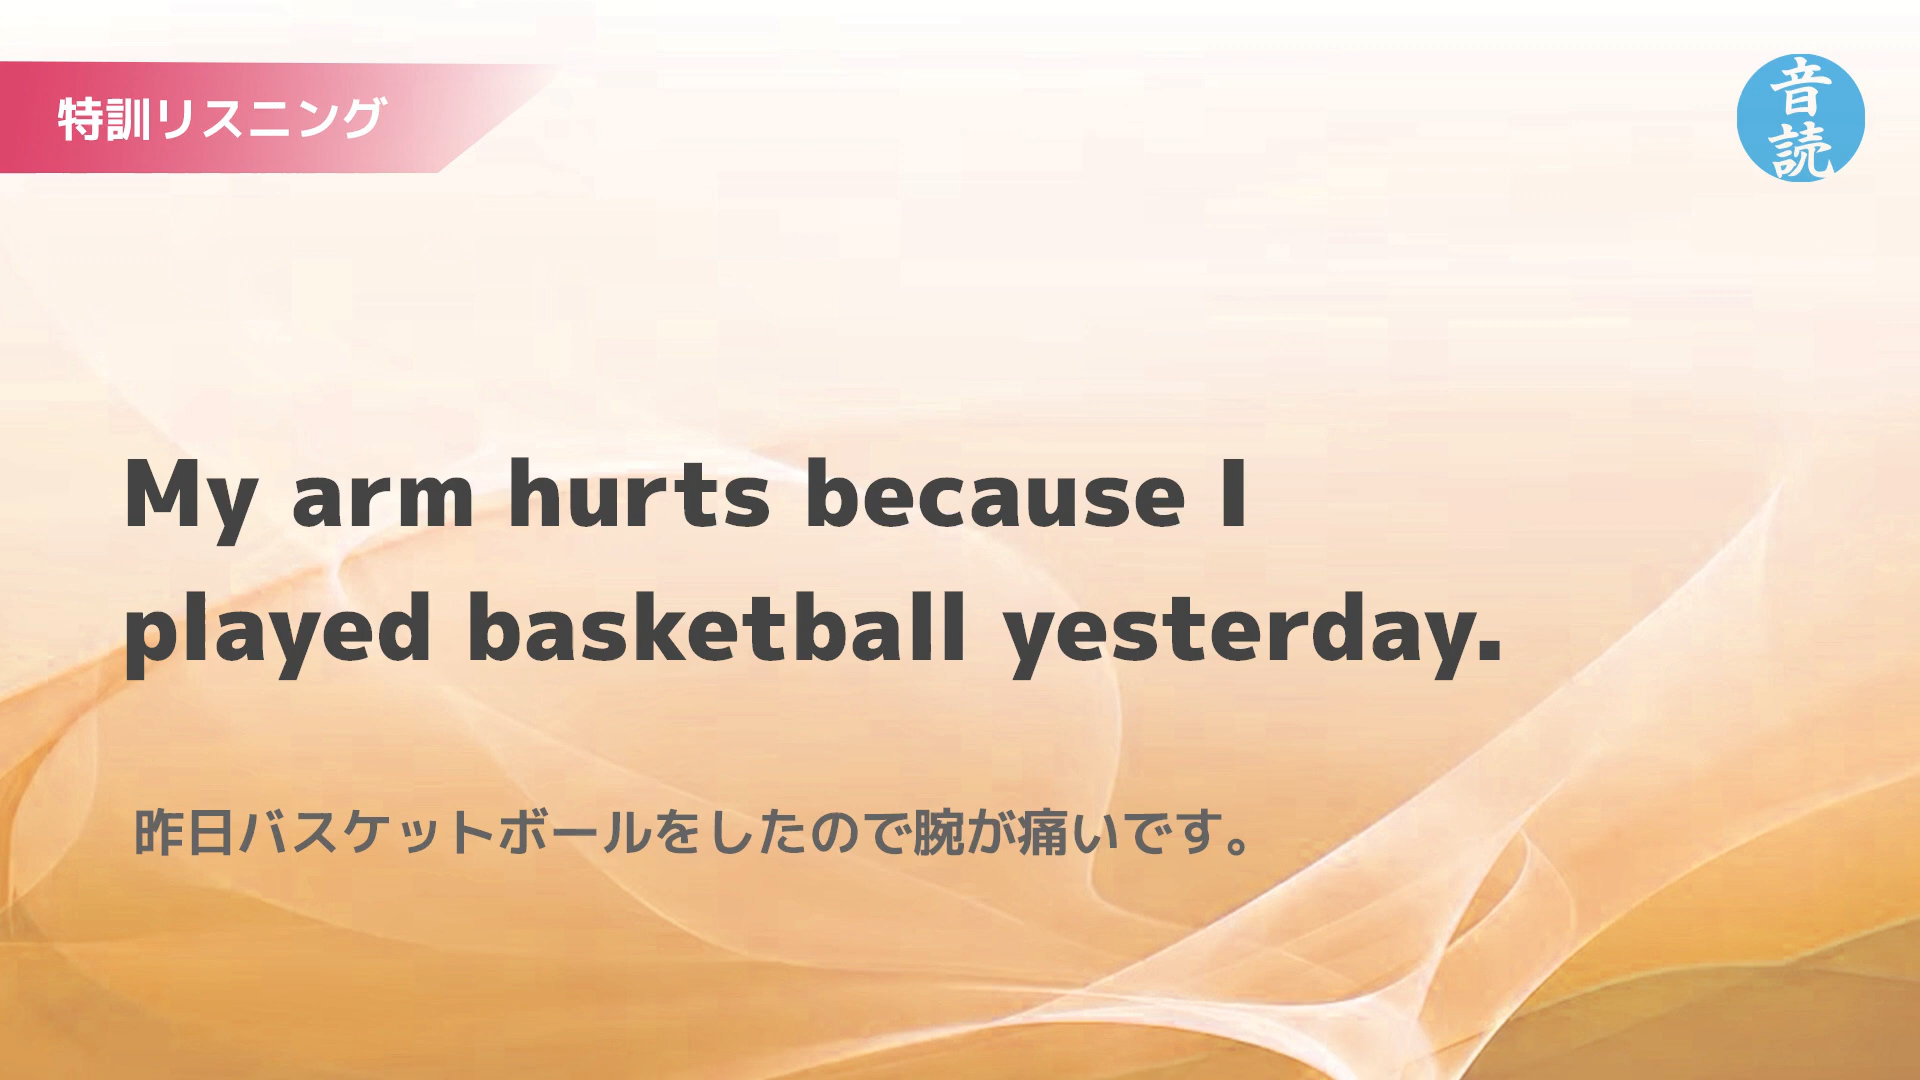 特訓リスニング
音
読
My arm hurts because I
played basketball yesterday.
昨日バスケットボールをしたので腕が痛いです。